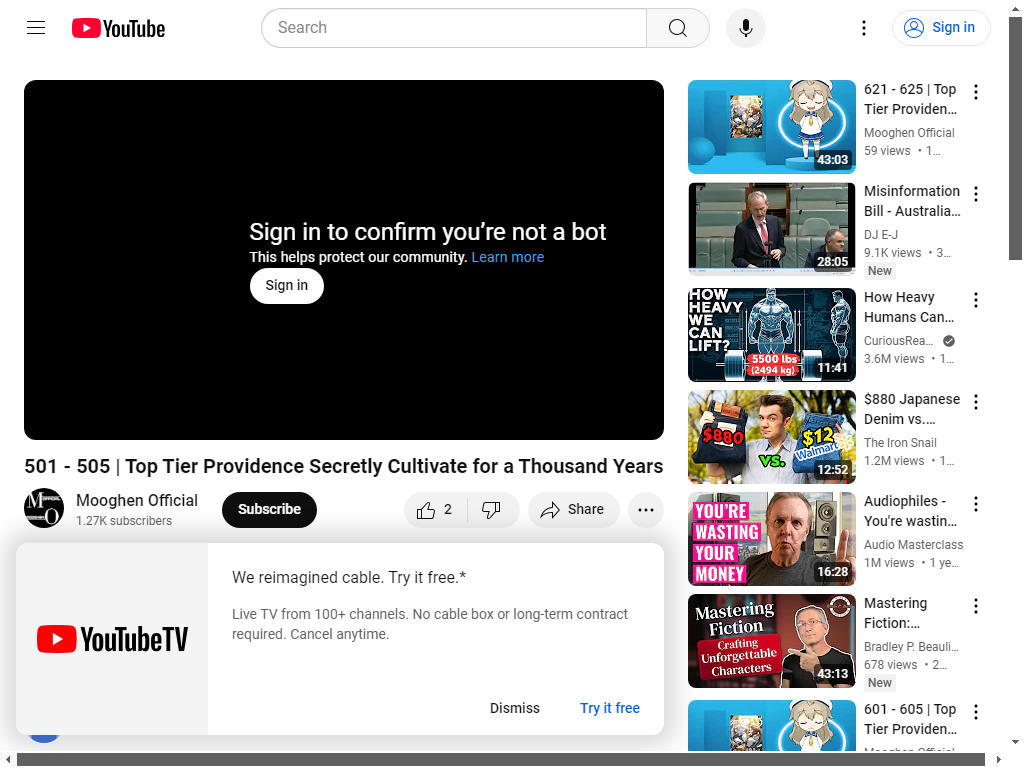 YouTube
Search
Sign in
Sign in to confirm you’re not a bot
This helps protect our community. Learn more
Sign in
501 - 505 | Top Tier Providence Secretly Cultivate for a Thousand Years
Mooghen Official
1.27K subscribers
Subscribe
2
Share
YouTubeTV
We reimagined cable. Try it free.*
Live TV from 100+ channels. No cable box or long-term contract
required. Cancel anytime.
Dismiss
Try it free
43:03
621 - 625 | Top
Tier Providen…
Mooghen Official
59 views • 1…
28:05
Misinformation
Bill - Australia…
DJ E-J
9.1K views • 3…
New
HOW
HEAVY
WE
CAN
LIFT?
5500 lbs
(2494 kg)
11:41
How Heavy
Humans Can…
CuriousRea…
3.6M views • 1…
$880
VS.
$12
Walmart
12:52
$880 Japanese
Denim vs.…
The Iron Snail
1.2M views • 1…
YOU'RE
WASTING
YOUR
MONEY
16:28
Audiophiles -
You're wastin…
Audio Masterclass
1M views • 1 ye…
Mastering
Fiction
Crafting
Unforgettable
Characters
43:13
Mastering
Fiction:…
Bradley P. Beauli…
678 views • 2…
New
601 - 605 | Top
Tier Providen…
Mooghen Official